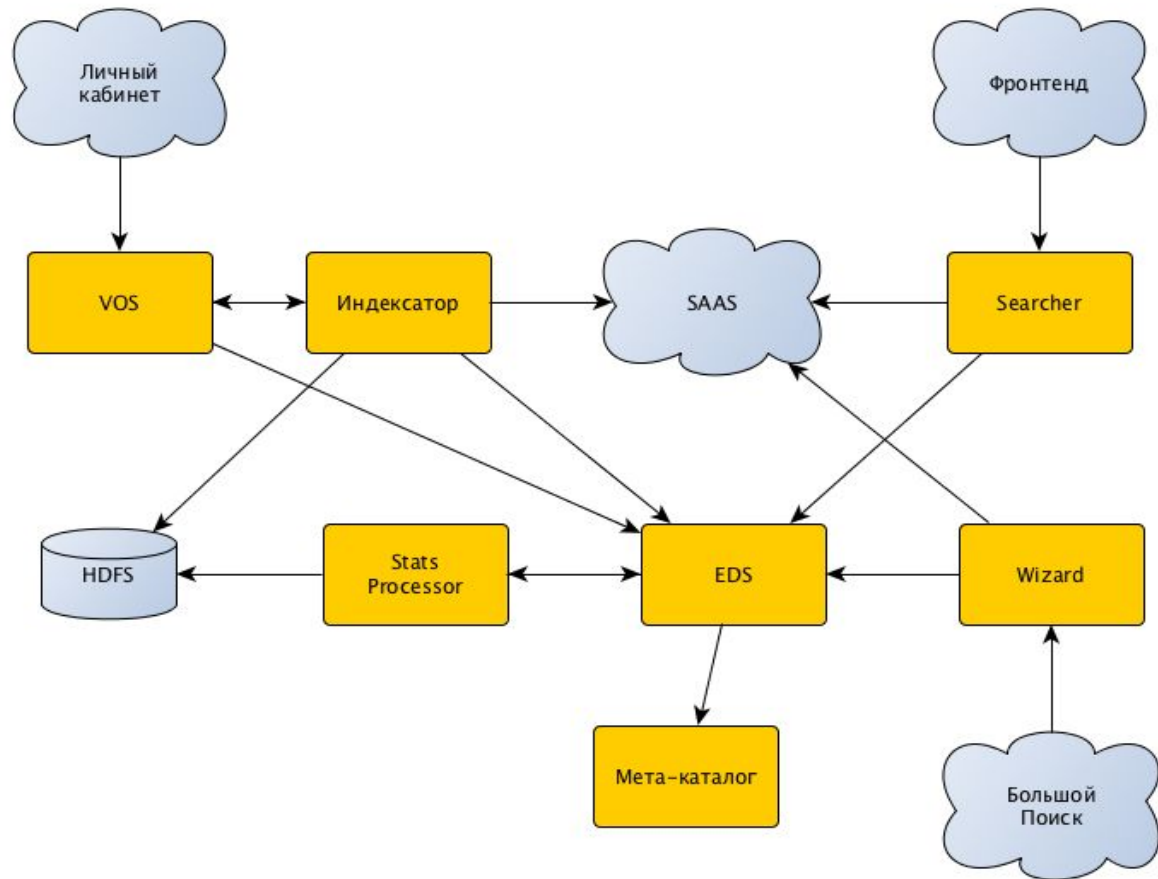 Личный
кабинет
Фронтенд
VOS
Индексатор
SAAS
Searcher
HDFS
Stats
Processor
EDS
Wizard
Мета-каталог
Большой
Поиск